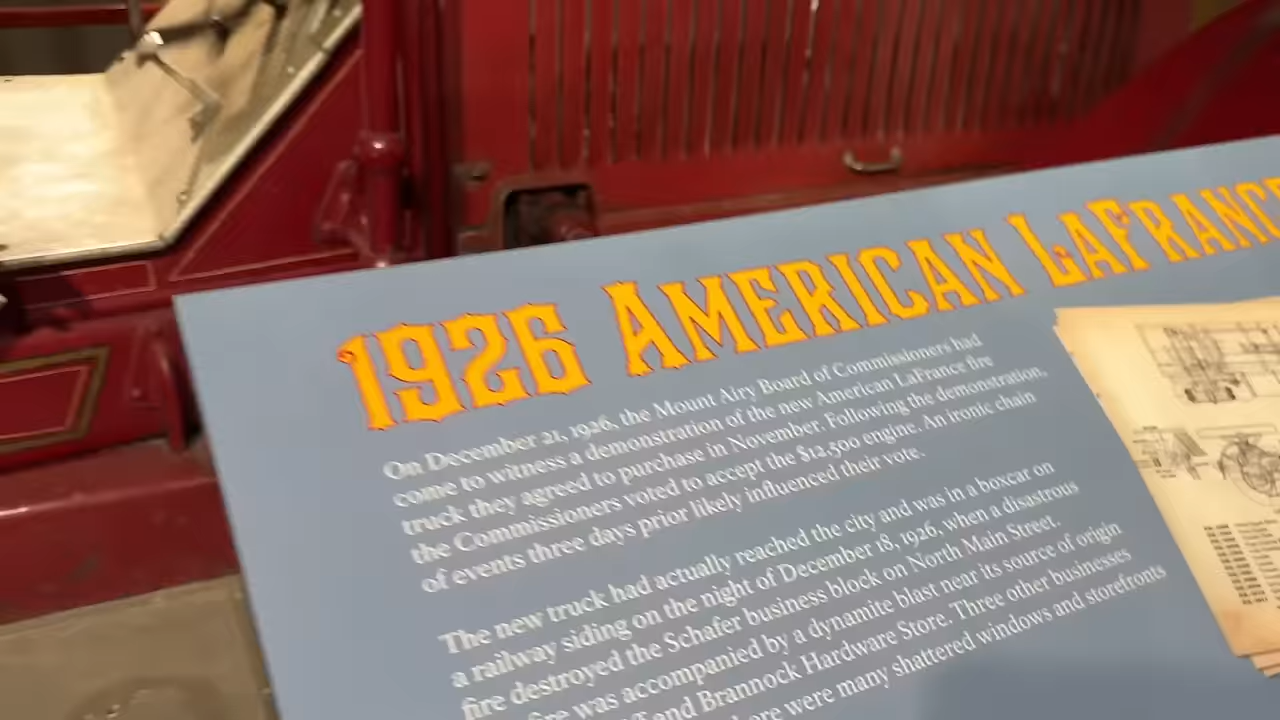 1926 AMERICAN LAFRANCE
On December 21, 1926, the Mount Airy Board of Commissioners had
come to witness a demonstration of the new American LaFrance fire
truck they agreed to purchase in November. Following the demonstration,
the Commissioners voted to accept the $12,500 engine. An ironic chain
of events three days prior likely influenced their vote.
The new truck had actually reached the city and was in a boxcar on
a railway siding on the night of December 18, 1926, when a disastrous
fire destroyed the Schafer business block on North Main Street.
fire was accompanied by a dynamite blast near its source of origin
and Brannock Hardware Store. Three other businesses
were many shattered windows and storefronts